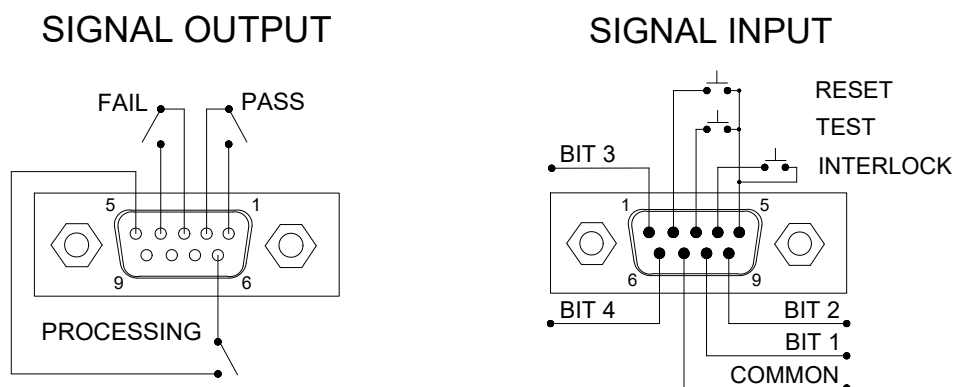 SIGNAL OUTPUT
FAIL PASS
5 1
9 6
PROCESSING
SIGNAL INPUT
RESET
TEST
BIT 3 INTERLOCK
1 5
6 9
BIT 4 BIT 2
BIT 1
COMMON